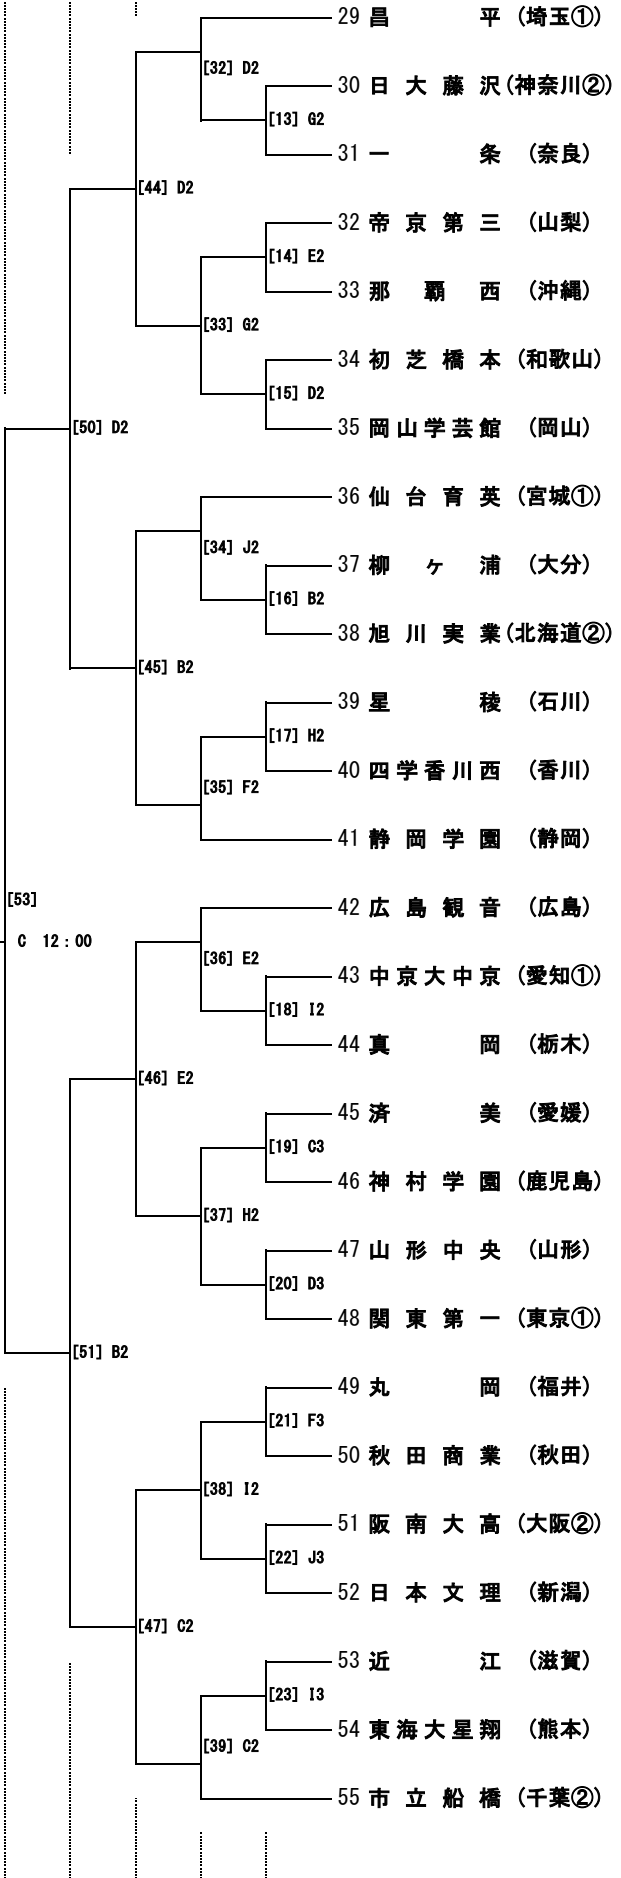 29 昌平 (埼玉①)
[32] D2
30 日大藤沢 (神奈川②)
[13] G2
31 一条 (奈良)
[44] D2
32 帝京第三 (山梨)
[14] E2
33 那覇西 (沖縄)
[33] G2
34 初芝橋本 (和歌山)
[15] D2
35 岡山学芸館 (岡山)
[50] D2
36 仙台育英 (宮城①)
[34] J2
37 柳ヶ浦 (大分)
[16] B2
38 旭川実業 (北海道②)
[45] B2
39 星稜 (石川)
[17] H2
40 四学香川西 (香川)
[35] F2
41 静岡学園 (静岡)
[53]
C 12:00
42 広島観音 (広島)
[36] E2
43 中京大中京 (愛知①)
[18] I2
44 真岡 (栃木)
[46] E2
45 済美 (愛媛)
[19] C3
46 神村学園 (鹿児島)
[37] H2
47 山形中央 (山形)
[20] D3
48 関東第一 (東京①)
[51] B2
49 丸岡 (福井)
[21] F3
50 秋田商業 (秋田)
[38] I2
51 阪南大高 (大阪②)
[22] J3
52 日本文理 (新潟)
[47] C2
53 近江 (滋賀)
[23] I3
54 東海大星翔 (熊本)
[39] C2
55 市立船橋 (千葉②)